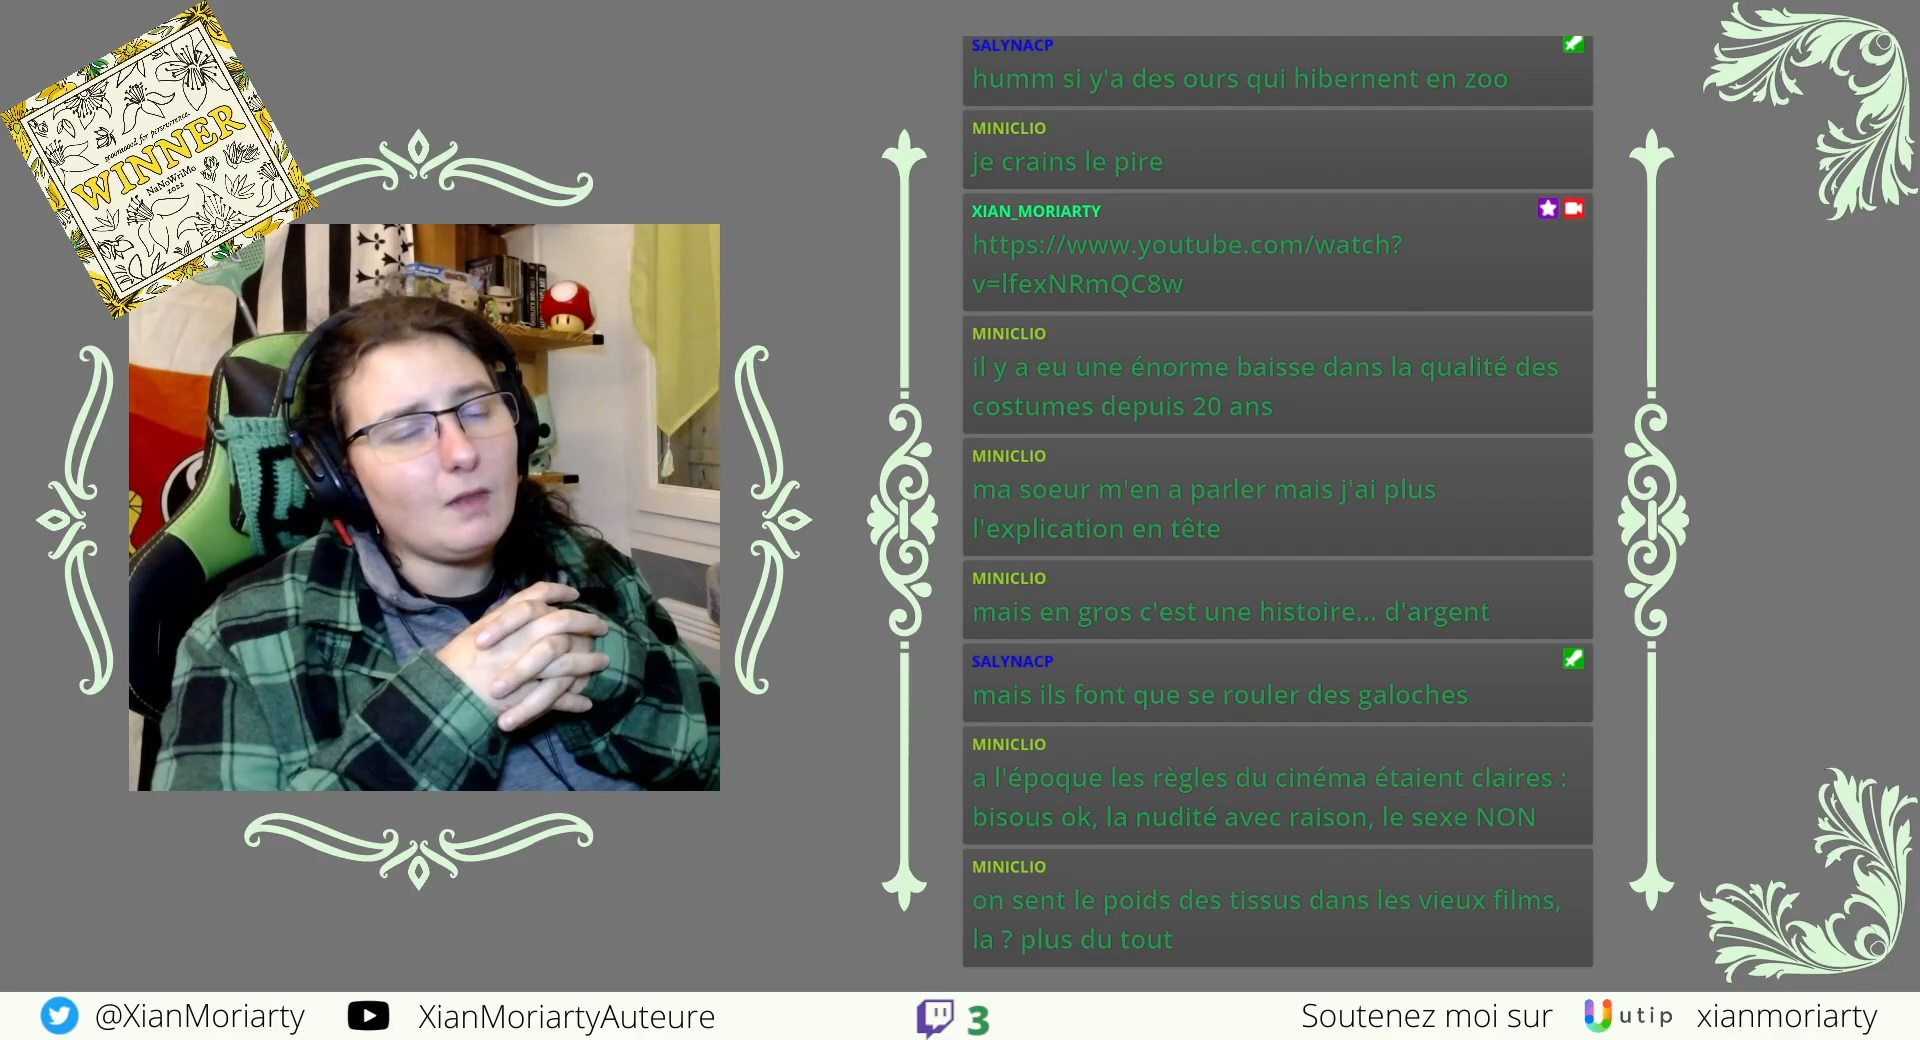 Crowned for perseverance.
WINNER
NaNoWriMo
2022
SALYNACP
humm si y'a des ours qui hibernent en zoo
MINICLIO
je crains le pire
XIAN_MORIARTY
https://www.youtube.com/watch?
v=lfexNRmQC8w
MINICLIO
il y a eu une énorme baisse dans la qualité des
costumes depuis 20 ans
MINICLIO
ma soeur m'en a parler mais j'ai plus
l'explication en tête
MINICLIO
mais en gros c'est une histoire... d'argent
SALYNACP
mais ils font que se rouler des galoches
MINICLIO
a l'époque les règles du cinéma étaient claires :
bisous ok, la nudité avec raison, le sexe NON
MINICLIO
on sent le poids des tissus dans les vieux films,
la ? plus du tout
@XianMoriarty
XianMoriartyAuteure
3
Soutenez moi sur
utip
xianmoriarty